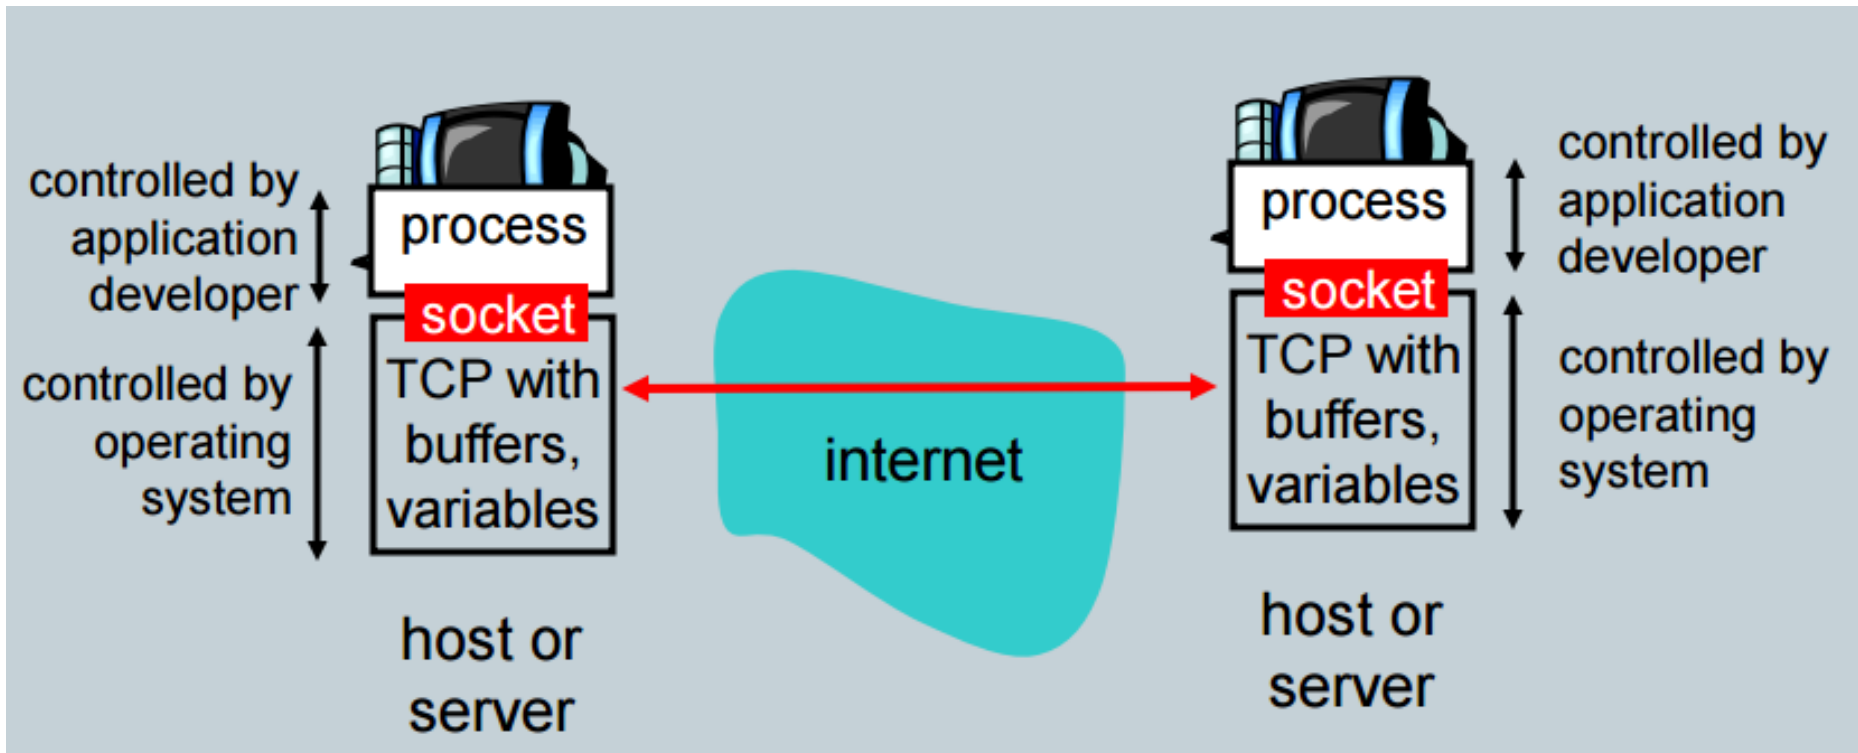 controlled by
application
developer
process
socket
controlled by
operating
system
TCP with
buffers,
variables
host or
server
internet
process
socket
controlled by
application
developer
TCP with
buffers,
variables
controlled by
operating
system
host or
server